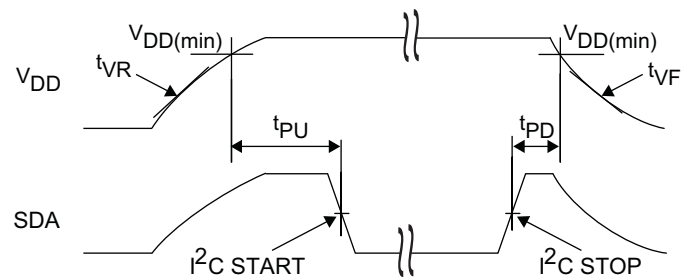 VDD(min)
VDD(min)
tVR
tVF
VDD
tPU
tPD
SDA
I2C START
I2C STOP